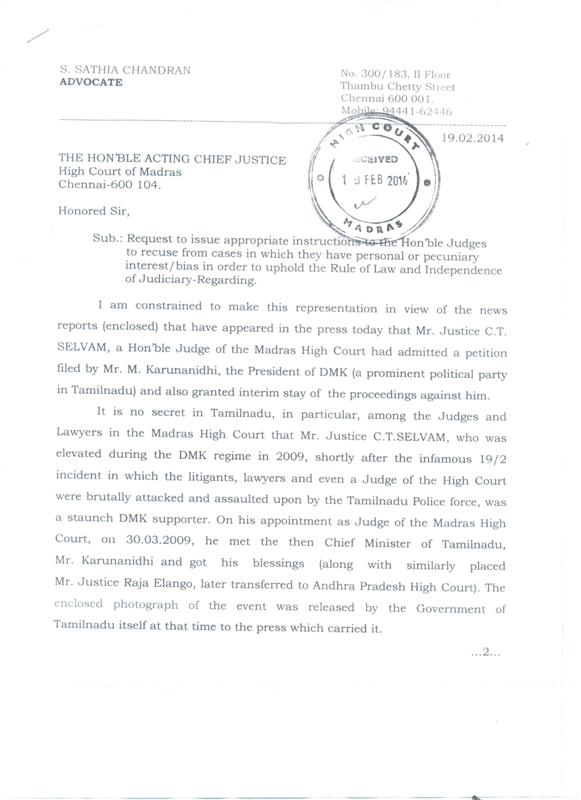 S. SATHIA CHANDRAN
ADVOCATE
No. 300/183, II Floor
Thambu Chetty Street
Chennai 600 001.
Mobile: 94441-62446
19.02.2014
HIGH COURT
RECEIVED
19 FEB 2014
MADRAS
THE HON'BLE ACTING CHIEF JUSTICE
High Court of Madras
Chennai-600 104.
Honored Sir,
Sub.: Request to issue appropriate instructions to the Hon'ble Judges
to recuse from cases in which they have personal or pecuniary
interest/bias in order to uphold the Rule of Law and Independence
of Judiciary-Regarding.
I am constrained to make this representation in view of the news
reports (enclosed) that have appeared in the press today that Mr. Justice C.T.
SELVAM, a Hon'ble Judge of the Madras High Court had admitted a petition
filed by Mr. M. Karunanidhi, the President of DMK (a prominent political party
in Tamilnadu) and also granted interim stay of the proceedings against him.
It is no secret in Tamilnadu, in particular, among the Judges and
Lawyers in the Madras High Court that Mr. Justice C.T.SELVAM, who was
elevated during the DMK regime in 2009, shortly after the infamous 19/2
incident in which the litigants, lawyers and even a Judge of the High Court
were brutally attacked and assaulted upon by the Tamilnadu Police force, was
a staunch DMK supporter. On his appointment as Judge of the Madras High
Court, on 30.03.2009, he met the then Chief Minister of Tamilnadu,
Mr. Karunanidhi and got his blessings (along with similarly placed
Mr. Justice Raja Elango, later transferred to Andhra Pradesh High Court). The
enclosed photograph of the event was released by the Government of
Tamilnadu itself at that time to the press which carried it.
...2...